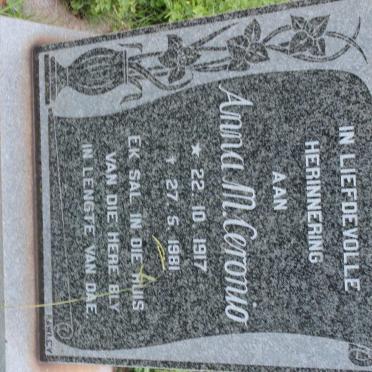 IN LIEFDEVOLLE
HERINNERING
AAN
Anna M. Ceronio
★ 22. 10. 1917
† 27. 5. 1981
EK SAL IN DIE HUIS
VAN DIE HERE BLY
IN LENGTE VAN DAE.